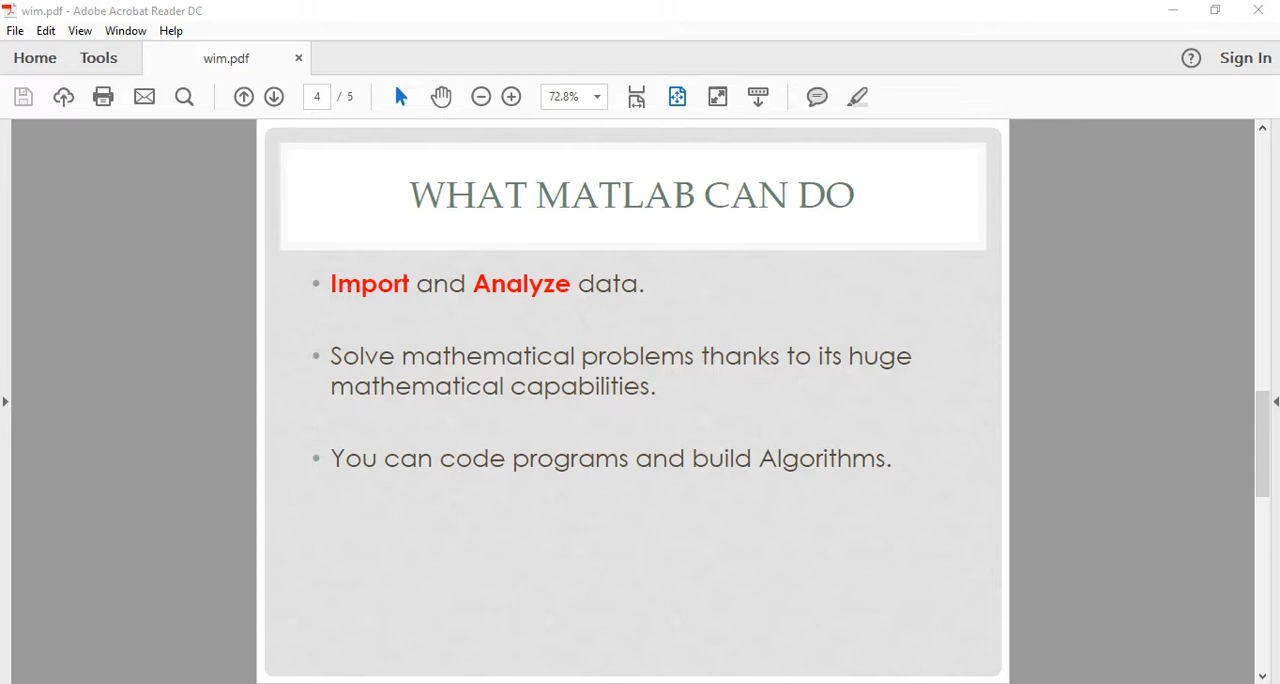 wim.pdf - Adobe Acrobat Reader DC
File Edit View Window Help
Home Tools wim.pdf × ? Sign In
4 / 5 72.8%
WHAT MATLAB CAN DO
• Import and Analyze data.
• Solve mathematical problems thanks to its huge
mathematical capabilities.
• You can code programs and build Algorithms.